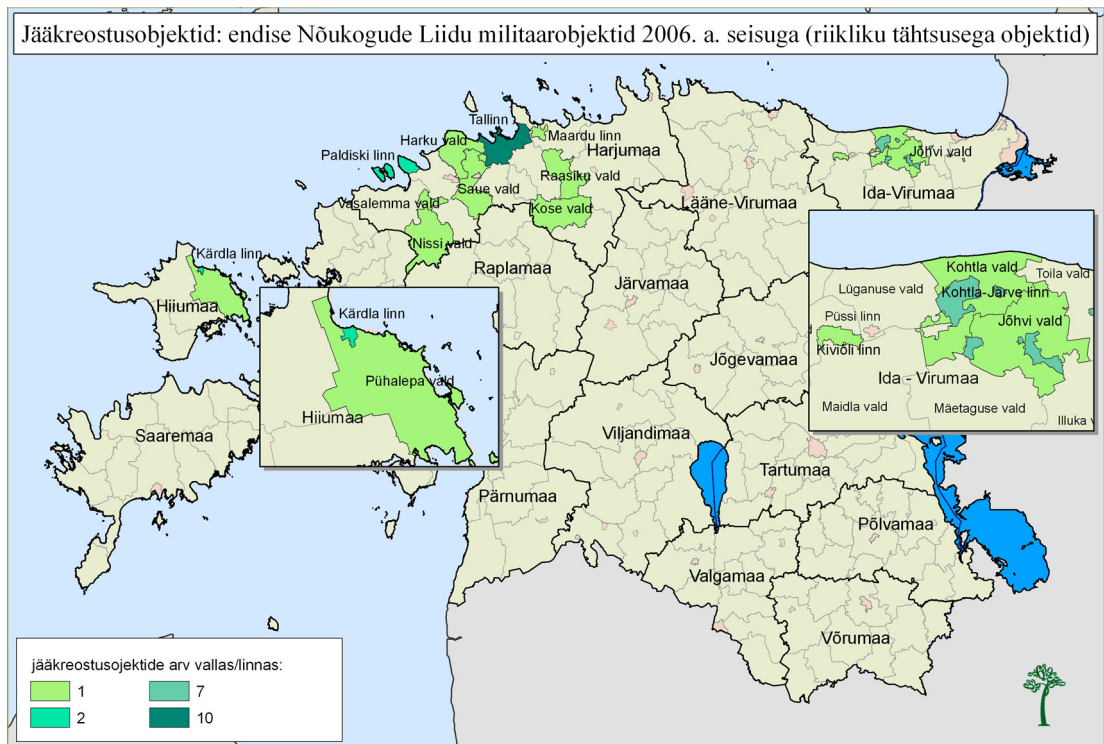 Jääkreostusobjektid: endise Nõukogude Liidu militaarobjektid 2006. a. seisuga (riikliku tähtsusega objektid)
Tallinn
Harku vald
Maardu linn
Harjumaa
Paldiski linn
Jõhvi vald
Saue vald
Raasiku vald
Ida-Virumaa
Vasalemma vald
Kose vald
Lääne-Virumaa
Nissi vald
Kärdla linn
Raplamaa
Järvamaa
Hiiumaa
Kärdla linn
Pühalepa vald
Hiiumaa
Kohtla vald
Toila vald
Lüganuse vald
Kohtla-Järve linn
Püssi linn
Jõhvi vald
Kiviõli linn
Ida - Virumaa
Maidla vald
Mäetaguse vald
Illuka v
Jõgevamaa
Saaremaa
Viljandimaa
Tartumaa
Pärnumaa
Põlvamaa
Valgamaa
Võrumaa
jääkreostusojektide arv vallas/linnas:
1
7
2
10